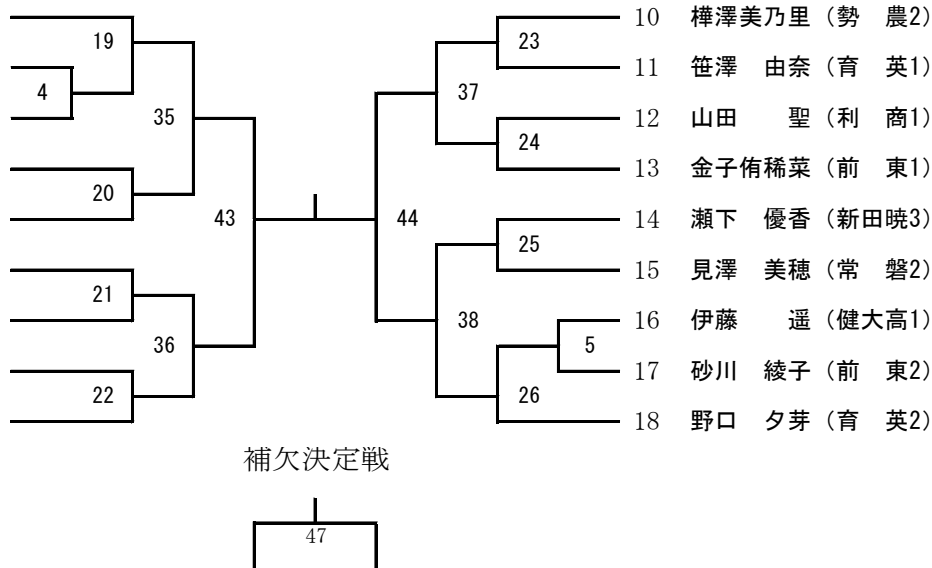 10 樺澤美乃里（勢　農2）
19
23
11 笹澤　由奈（育　英1）
4
37
35
12 山田　　聖（利　商1）
24
13 金子侑稀菜（前　東1）
20
43
44
14 瀬下　優香（新田暁3）
25
15 見澤　美穂（常　磐2）
21
38
16 伊藤　　遥（健大高1）
36
5
17 砂川　綾子（前　東2）
22
26
18 野口　夕芽（育　英2）
補欠決定戦
47